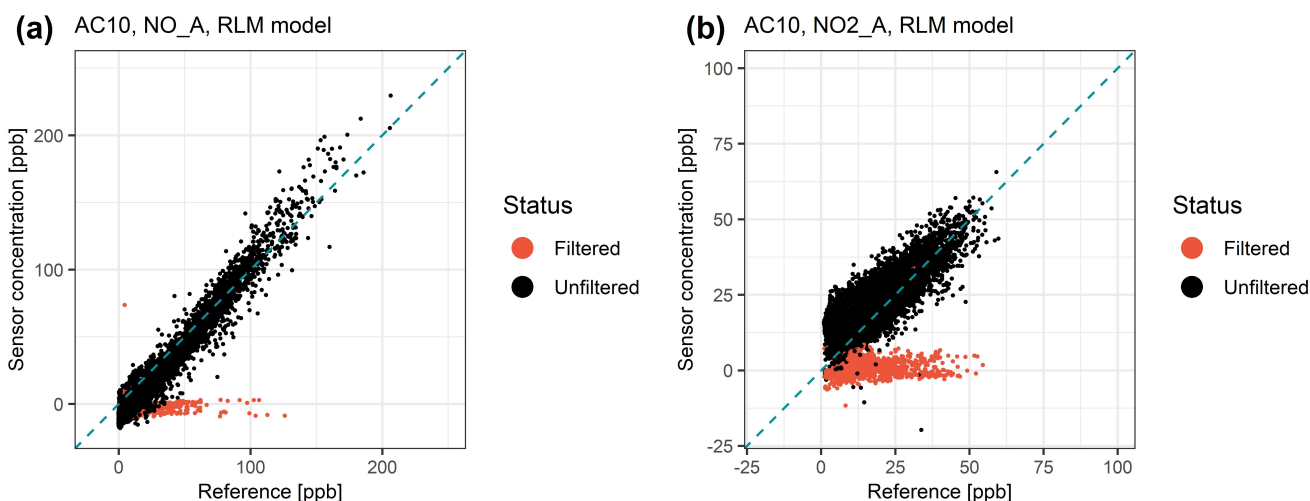 (a) AC10, NO_A, RLM model
Sensor concentration [ppb]
200
100
0
0 100 200
Reference [ppb]
Status
Filtered
Unfiltered
(b) AC10, NO2_A, RLM model
Sensor concentration [ppb]
100
75
50
25
0
-25
-25 0 25 50 75 100
Reference [ppb]
Status
Filtered
Unfiltered